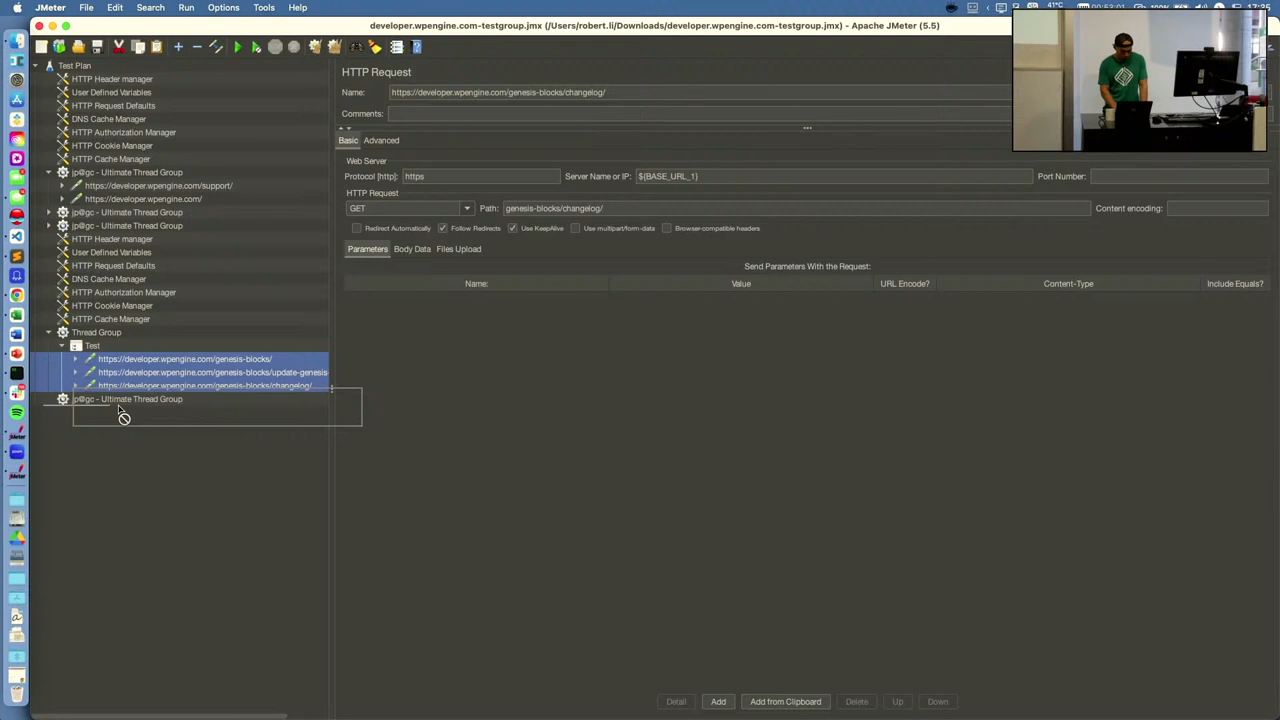 JMeter File Edit Search Run Options Tools Help
41°C
100%
17:35
developer.wpengine.com-testgroup.jmx (/Users/robert.li/Downloads/developer.wpengine.com-testgroup.jmx) - Apache JMeter (5.5)
Test Plan
HTTP Header manager
User Defined Variables
HTTP Request Defaults
DNS Cache Manager
HTTP Authorization Manager
HTTP Cookie Manager
HTTP Cache Manager
jp@gc - Ultimate Thread Group
https://developer.wpengine.com/support/
https://developer.wpengine.com/
jp@gc - Ultimate Thread Group
jp@gc - Ultimate Thread Group
HTTP Header manager
User Defined Variables
HTTP Request Defaults
DNS Cache Manager
HTTP Authorization Manager
HTTP Cookie Manager
HTTP Cache Manager
Thread Group
Test
https://developer.wpengine.com/genesis-blocks/
https://developer.wpengine.com/genesis-blocks/update-genesis-
https://developer.wpengine.com/genesis-blocks/changelog/
jp@gc - Ultimate Thread Group
HTTP Request
Name: https://developer.wpengine.com/genesis-blocks/changelog/
Comments:
Basic Advanced
Web Server
Protocol [http]: https Server Name or IP: ${BASE_URL_1} Port Number:
HTTP Request
GET Path: genesis-blocks/changelog/ Content encoding:
Redirect Automatically Follow Redirects Use KeepAlive Use multipart/form-data Browser-compatible headers
Parameters Body Data Files Upload
Send Parameters With the Request:
Name: Value URL Encode? Content-Type Include Equals?
Detail Add Add from Clipboard Delete Up Down